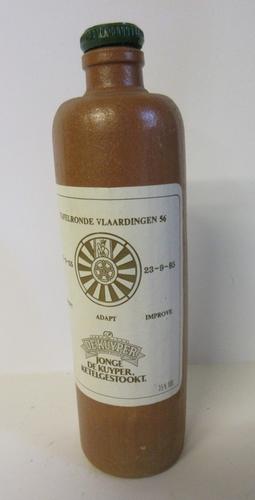 TAFELRONDE VLAARDINGEN 56
23-9-85
ADAPT IMPROVE
DE KUYPER
JONGE
DE KUYPER.
KETELGESTOOKT.